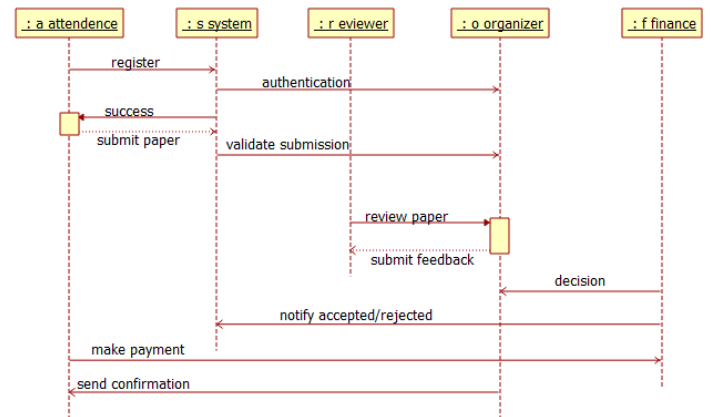 : a attendence
: s system
: r eviewer
: o organizer
: f finance
register
authentication
success
submit paper
validate submission
review paper
submit feedback
decision
notify accepted/rejected
make payment
send confirmation